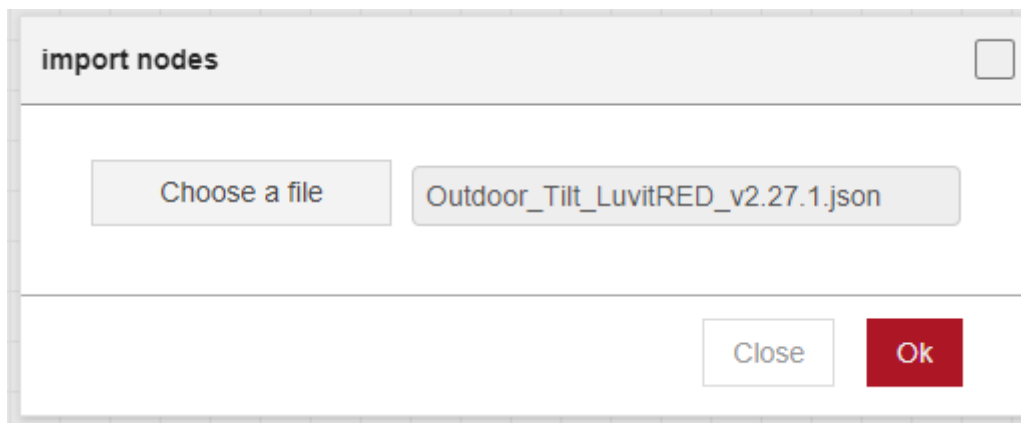 import nodes
Choose a file
Outdoor_Tilt_LuvitRED_v2.27.1.json
Close
Ok